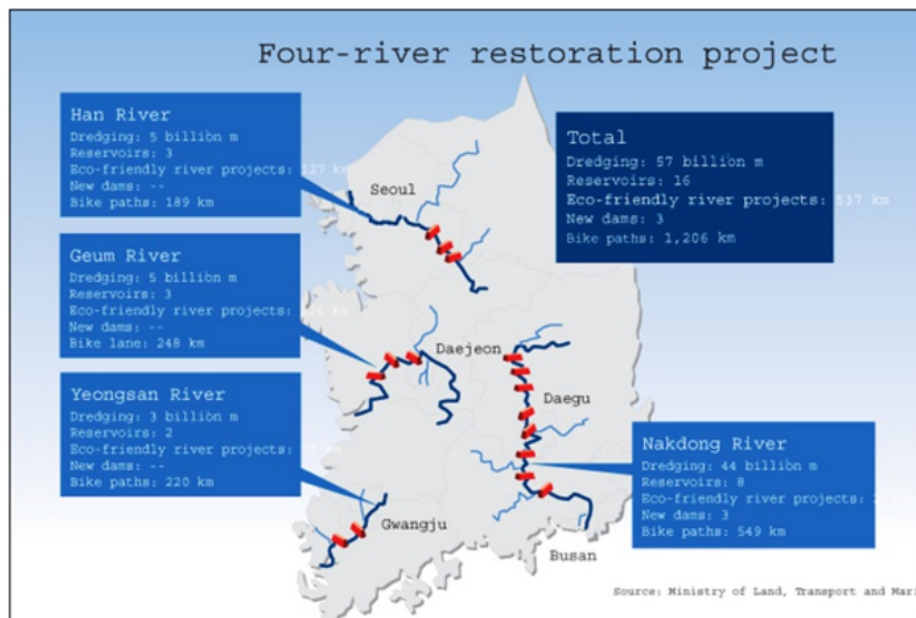 Four-river restoration project
Han River
Dredging: 5 billion m
Reservoirs: 3
Eco-friendly river projects: 127 km
New dams: --
Bike paths: 189 km
Total
Dredging: 57 billion m
Reservoirs: 16
Eco-friendly river projects: 537 km
New dams: 3
Bike paths: 1,206 km
Seoul
Geum River
Dredging: 5 billion m
Reservoirs: 3
Eco-friendly river projects:
New dams: --
Bike lane: 248 km
Daejeon
Yeongsan River
Dredging: 3 billion m
Reservoirs: 2
Eco-friendly river projects:
New dams: --
Bike paths: 220 km
Daegu
Nakdong River
Dredging: 44 billion m
Reservoirs: 8
Eco-friendly river projects:
New dams: 3
Bike paths: 549 km
Gwangju
Busan
Source: Ministry of Land, Transport and Mari